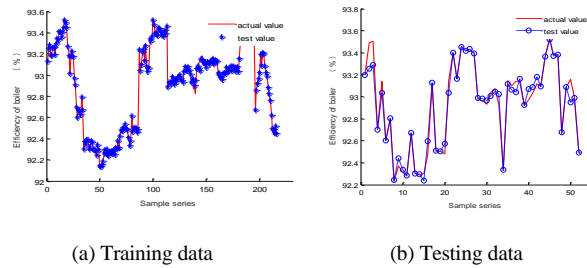 93.6
93.4
93.2
93
92.8
92.6
92.4
92.2
92
0
50
100
150
200
Efficiency of boiler （%）
Sample series
actual value
test value
93.8
93.6
93.4
93.2
93
92.8
92.6
92.4
92.2
0
10
20
30
40
50
Efficiency of boiler （%）
Sample series
actual value
test value
(a) Training data
(b) Testing data